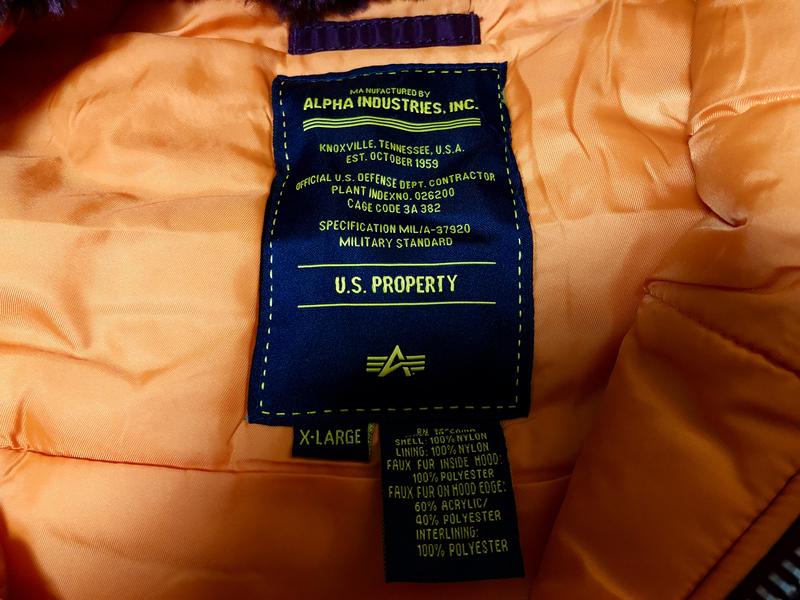 MANUFACTURED BY
ALPHA INDUSTRIES, INC.
KNOXVILLE, TENNESSEE, U.S.A.
EST. OCTOBER 1959
OFFICIAL U.S. DEFENSE DEPT. CONTRACTOR
PLANT INDEXNO. 026200
CAGE CODE 3A 382
SPECIFICATION MIL/A-37920
MILITARY STANDARD
U.S. PROPERTY
X-LARGE
SHELL: 100% NYLON
LINING: 100% NYLON
FAUX FUR INSIDE HOOD:
100% POLYESTER
FAUX FUR ON HOOD EDGE:
60% ACRYLIC/
40% POLYESTER
INTERLINING:
100% POLYESTER